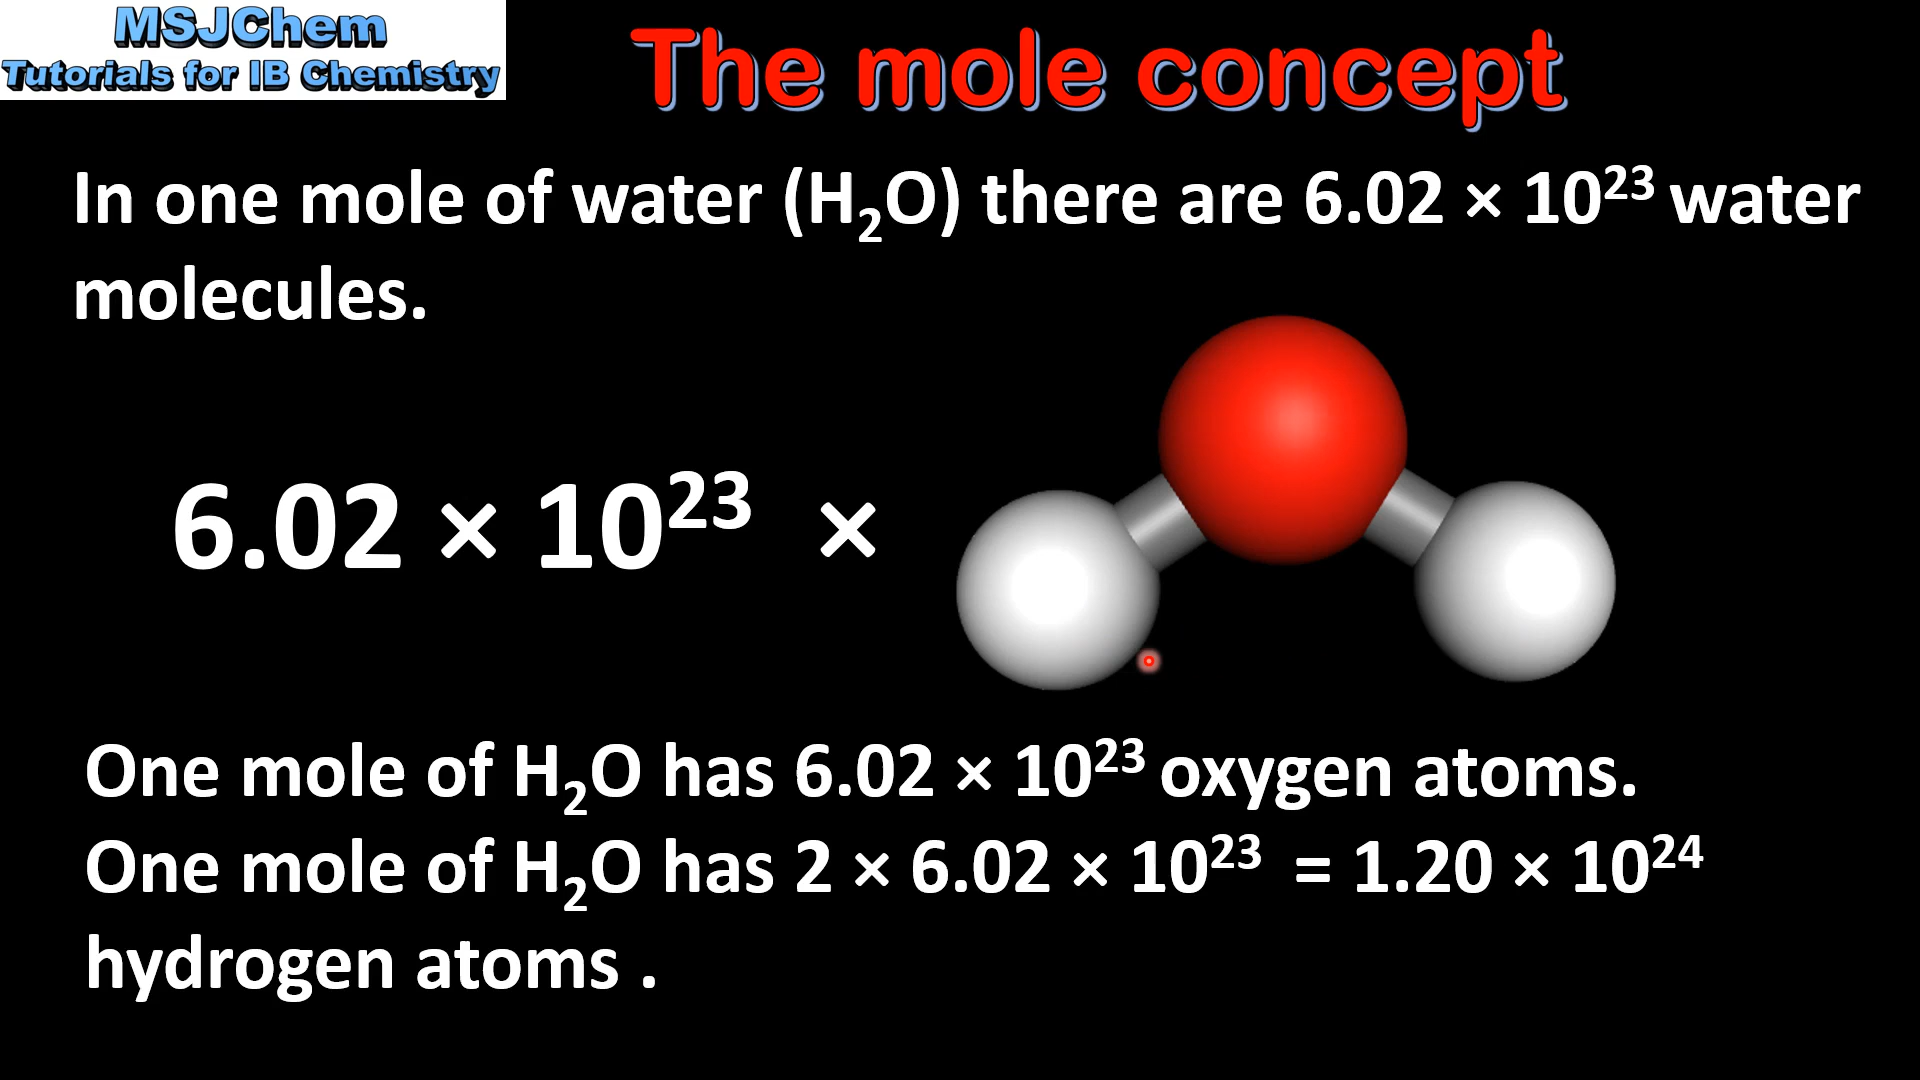 MSJChem
Tutorials for IB Chemistry
The mole concept
In one mole of water (H₂O) there are 6.02 × 10²³ water
molecules.
6.02 × 10²³ ×
One mole of H₂O has 6.02 × 10²³ oxygen atoms.
One mole of H₂O has 2 × 6.02 × 10²³ = 1.20 × 10²⁴
hydrogen atoms .